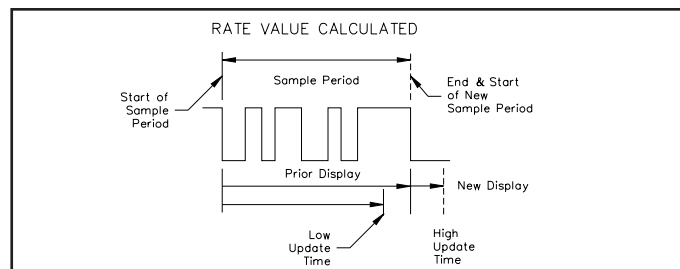 RATE VALUE CALCULATED
Sample Period
Start of
Sample
Period
End & Start
of New
Sample Period
Prior Display
New Display
Low
Update
Time
High
Update
Time